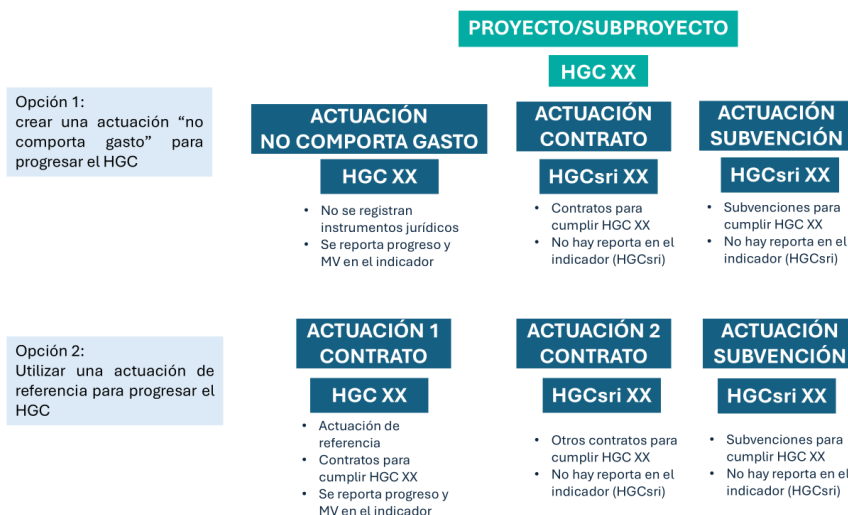 PROYECTO/SUBPROYECTO
HGC XX
Opción 1:
crear una actuación “no
comporta gasto” para
progresar el HGC
ACTUACIÓN
NO COMPORTA GASTO
HGC XX
• No se registran
instrumentos jurídicos
• Se reporta progreso y
MV en el indicador
ACTUACIÓN
CONTRATO
HGCsri XX
• Contratos para
cumplir HGC XX
• No hay reporta en el
indicador (HGCsri)
ACTUACIÓN
SUBVENCIÓN
HGCsri XX
• Subvenciones para
cumplir HGC XX
• No hay reporta en el
indicador (HGCsri)
Opción 2:
Utilizar una actuación de
referencia para progresar el
HGC
ACTUACIÓN 1
CONTRATO
HGC XX
• Actuación de
referencia
• Contratos para
cumplir HGC XX
• Se reporta progreso y
MV en el indicador
ACTUACIÓN 2
CONTRATO
HGCsri XX
• Otros contratos para
cumplir HGC XX
• No hay reporta en el
indicador (HGCsri)
ACTUACIÓN
SUBVENCIÓN
HGCsri XX
• Subvenciones para
cumplir HGC XX
• No hay reporta en el
indicador (HGCsri)